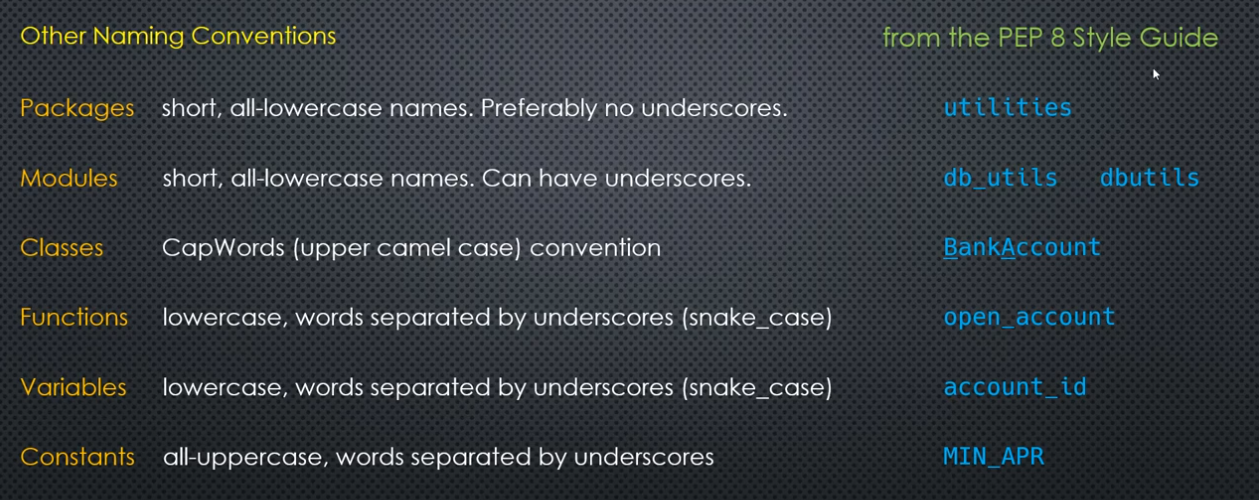 Other Naming Conventions from the PEP 8 Style Guide
Packages short, all-lowercase names. Preferably no underscores. utilities
Modules short, all-lowercase names. Can have underscores. db_utils dbutils
Classes CapWords (upper camel case) convention BankAccount
Functions lowercase, words separated by underscores (snake_case) open_account
Variables lowercase, words separated by underscores (snake_case) account_id
Constants all-uppercase, words separated by underscores MIN_APR